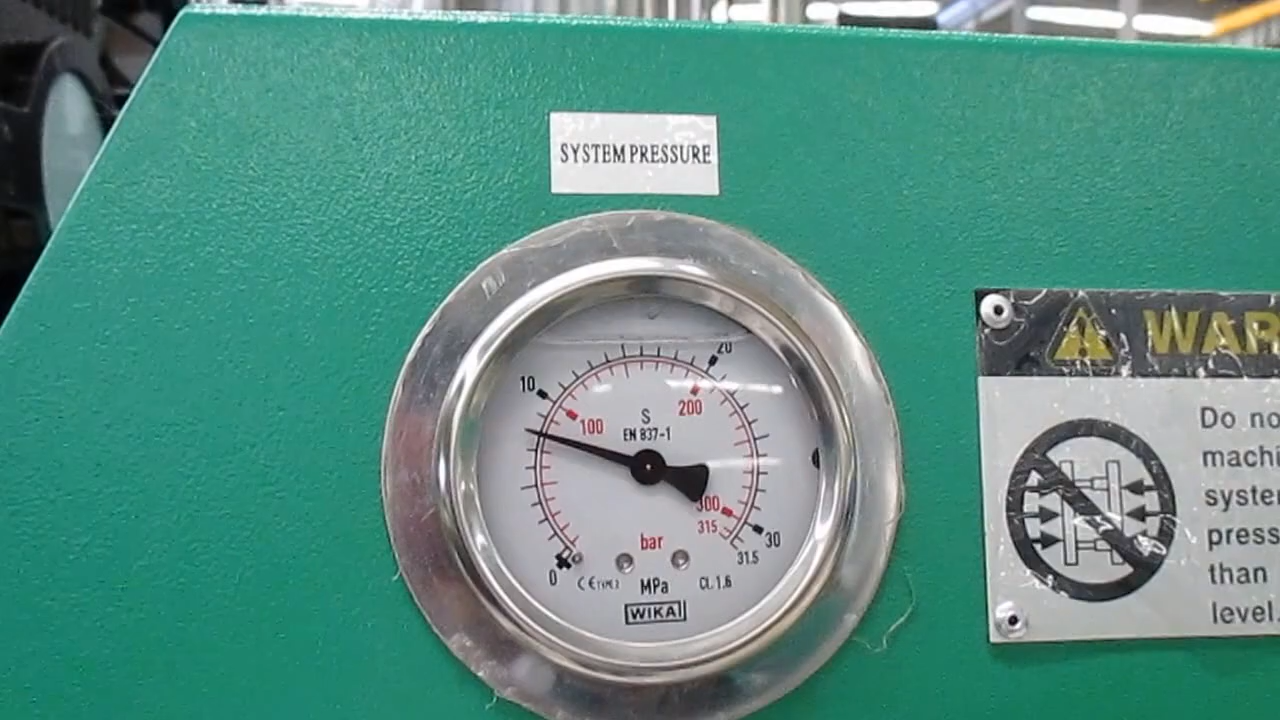 SYSTEM PRESSURE
20
10
200
S
100
EN 837-1
300
315
30
bar
31.5
0
MPa
CL.1.6
WIKA
WAR
Do no
machi
syste
press
than
level.